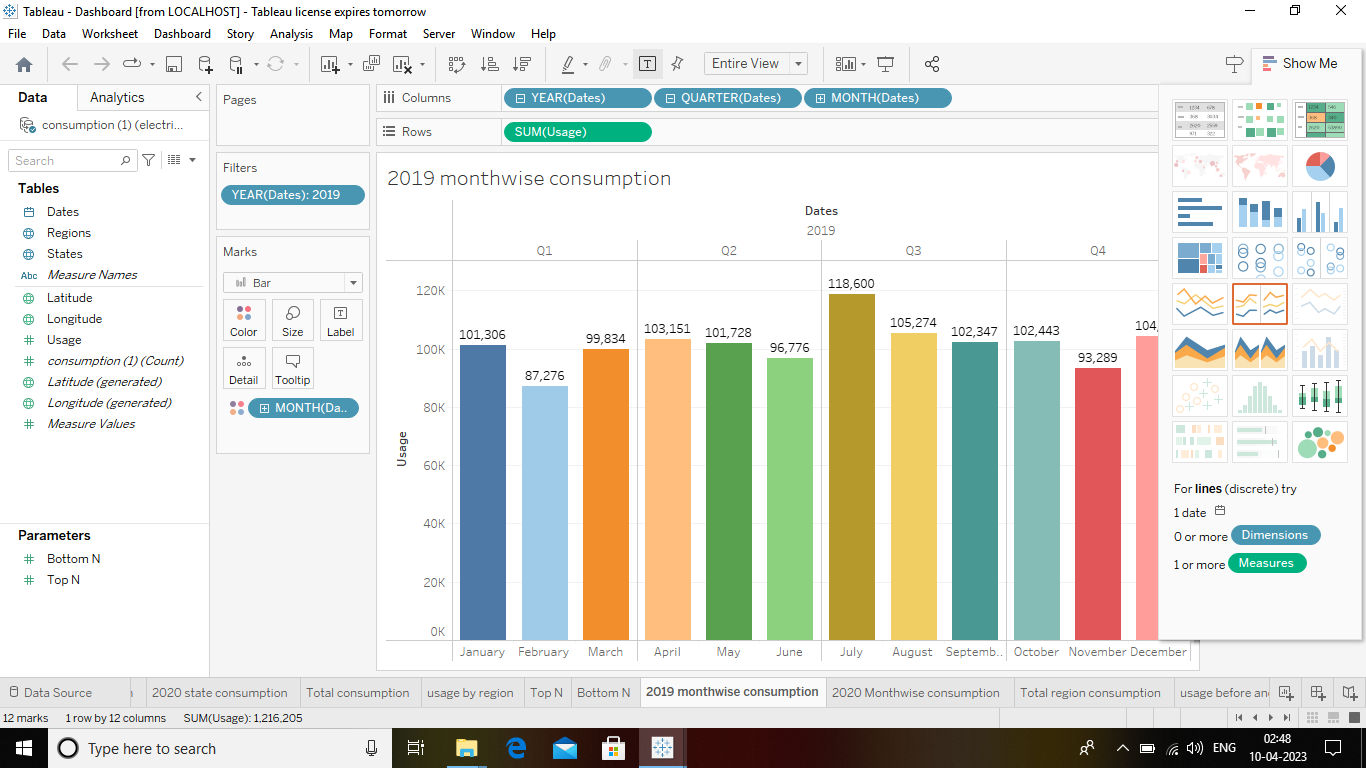 Tableau - Dashboard [from LOCALHOST] - Tableau license expires tomorrow
File Data Worksheet Dashboard Story Analysis Map Format Server Window Help
Entire View
Show Me
Data Analytics
consumption (1) (electri...
Search
Tables
Dates
Regions
States
Abc Measure Names
Latitude
Longitude
Usage
consumption (1) (Count)
Latitude (generated)
Longitude (generated)
Measure Values
Parameters
Bottom N
Top N
Pages
Filters
YEAR(Dates): 2019
Marks
Bar
Color Size Label
Detail Tooltip
MONTH(Da..
Columns YEAR(Dates) QUARTER(Dates) MONTH(Dates)
Rows SUM(Usage)
2019 monthwise consumption
Dates
2019
Q1 Q2 Q3 Q4
120K
100K
80K
60K
40K
20K
0K
Usage
101,306 87,276 99,834 103,151 101,728 96,776 118,600 105,274 102,347 102,443 93,289 104,
January February March April May June July August Septemb.. October November December
For lines (discrete) try
1 date
0 or more Dimensions
1 or more Measures
Data Source 2020 state consumption Total consumption usage by region Top N Bottom N 2019 monthwise consumption 2020 Monthwise consumption Total region consumption usage before an
12 marks 1 row by 12 columns SUM(Usage): 1,216,205
Type here to search
ENG
02:48
10-04-2023